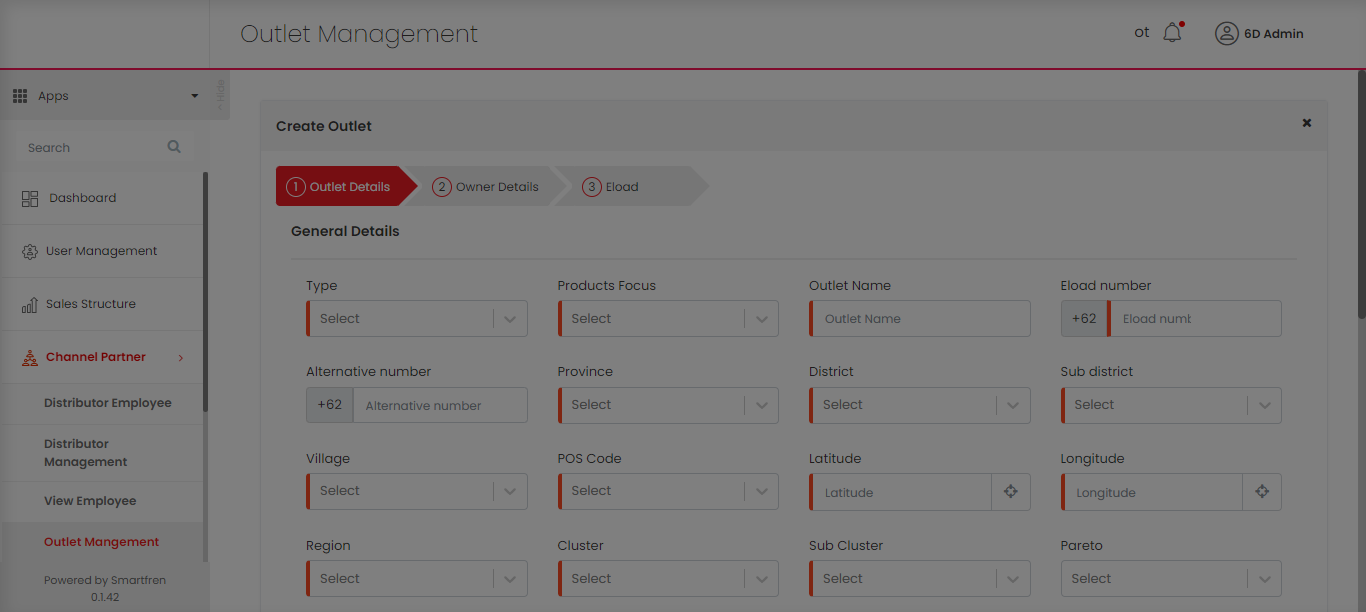 Outlet Management
ot
6D Admin
Apps
< Hide
Search
Dashboard
User Management
Sales Structure
Channel Partner
Distributor Employee
Distributor
Management
View Employee
Outlet Mangement
Powered by Smartfren
0.1.42
Create Outlet
1 Outlet Details
2 Owner Details
3 Eload
General Details
Type
Products Focus
Outlet Name
Eload number
Select
Select
Outlet Name
+62 Eload numt
Alternative number
Province
District
Sub district
+62 Alternative number
Select
Select
Select
Village
POS Code
Latitude
Longitude
Select
Select
Latitude
Longitude
Region
Cluster
Sub Cluster
Pareto
Select
Select
Select
Select